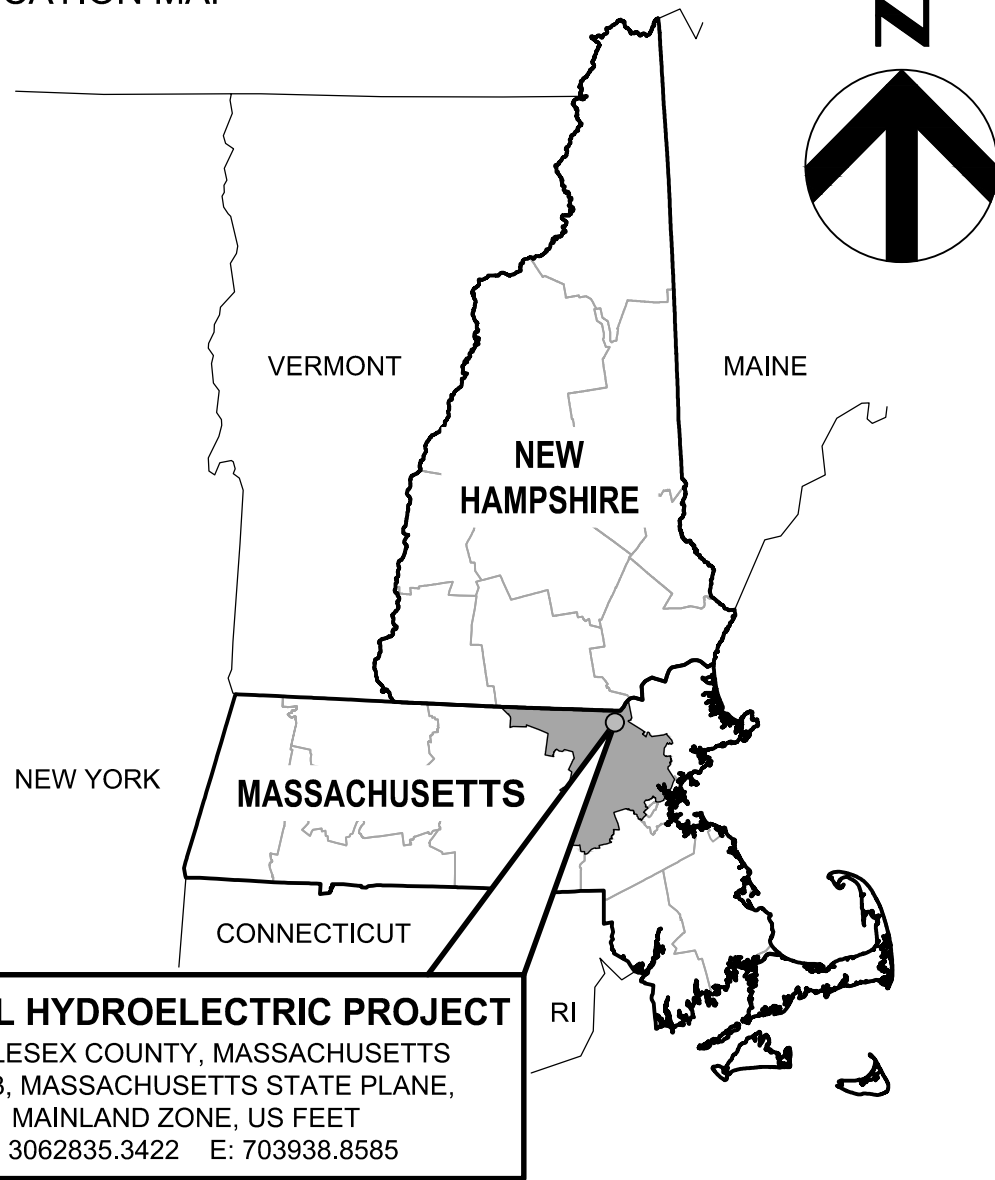 N
VERMONT
MAINE
NEW
HAMPSHIRE
NEW YORK
MASSACHUSETTS
CONNECTICUT
RI
L HYDROELECTRIC PROJECT
LESEX COUNTY, MASSACHUSETTS
, MASSACHUSETTS STATE PLANE,
MAINLAND ZONE, US FEET
3062835.3422 E: 703938.8585